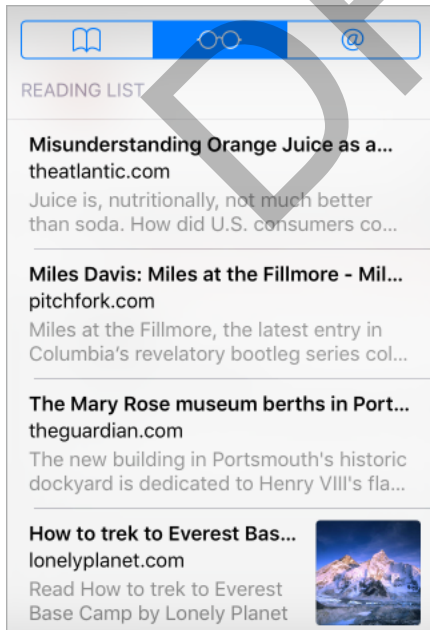 @
READING LIST
Misunderstanding Orange Juice as a...
theatlantic.com
Juice is, nutritionally, not much better
than soda. How did U.S. consumers co...
Miles Davis: Miles at the Fillmore - Mil...
pitchfork.com
Miles at the Fillmore, the latest entry in
Columbia's revelatory bootleg series col...
The Mary Rose museum berths in Port...
theguardian.com
The new building in Portsmouth's historic
dockyard is dedicated to Henry VIII's fla...
How to trek to Everest Bas...
lonelyplanet.com
Read How to trek to Everest
Base Camp by Lonely Planet